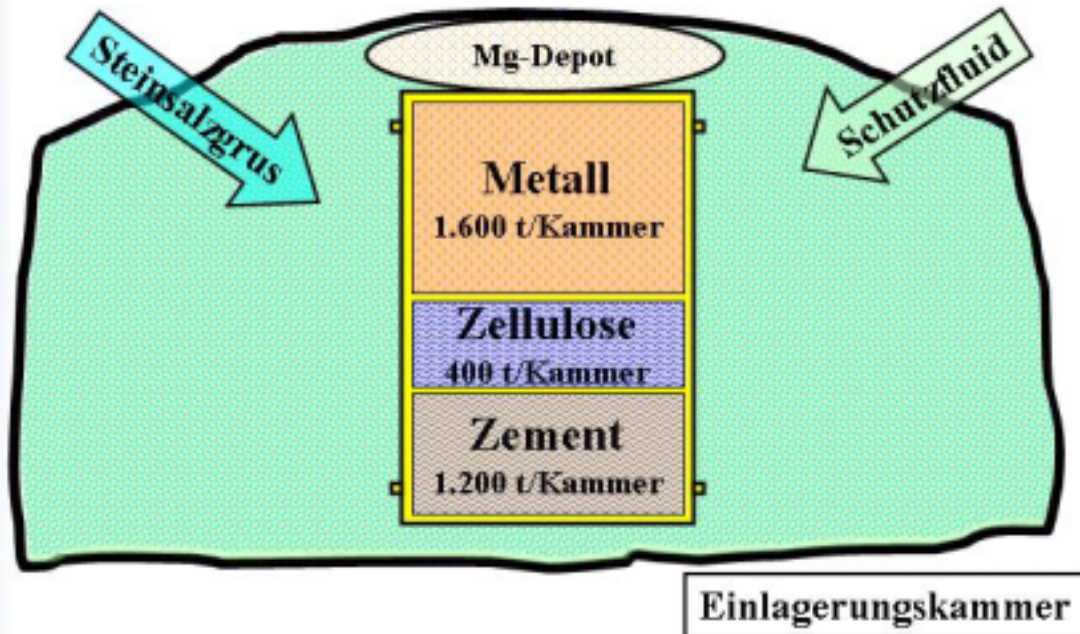 Steinsalzgrus
Mg-Depot
Schutzfluid
Metall
1.600 t/Kammer
Zellulose
400 t/Kammer
Zement
1.200 t/Kammer
Einlagerungskammer